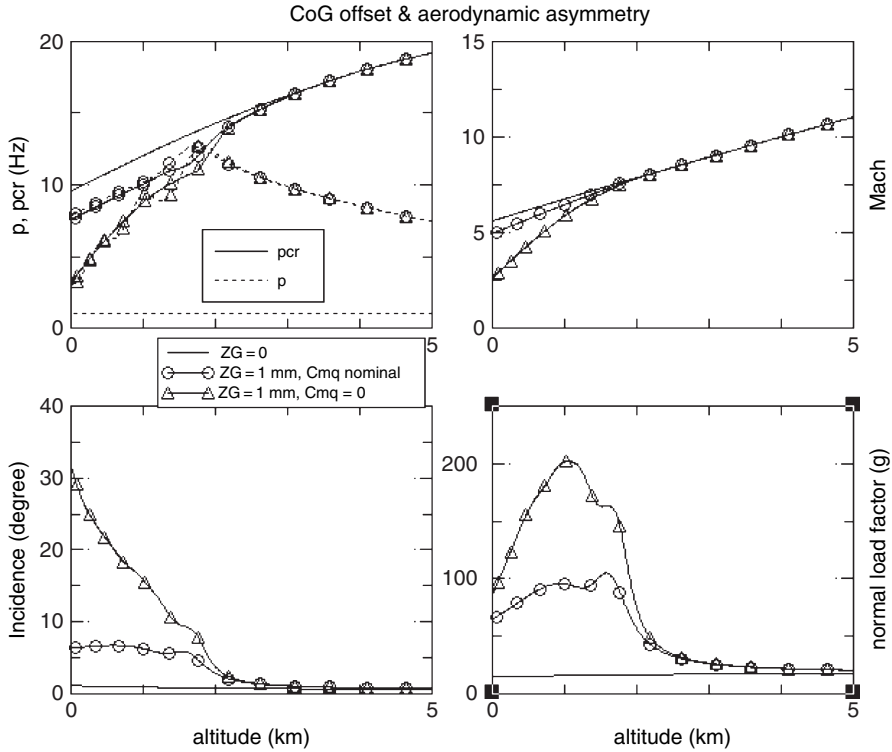 CoG offset & aerodynamic asymmetry
20
15
10
5
0
p, pcr (Hz)
pcr
p
0
5
15
10
5
0
5
Mach
ZG = 0
ZG = 1 mm, Cmq nominal
ZG = 1 mm, Cmq = 0
40
30
20
10
0
Incidence (degree)
0
5
altitude (km)
200
100
0
normal load factor (g)
0
5
altitude (km)